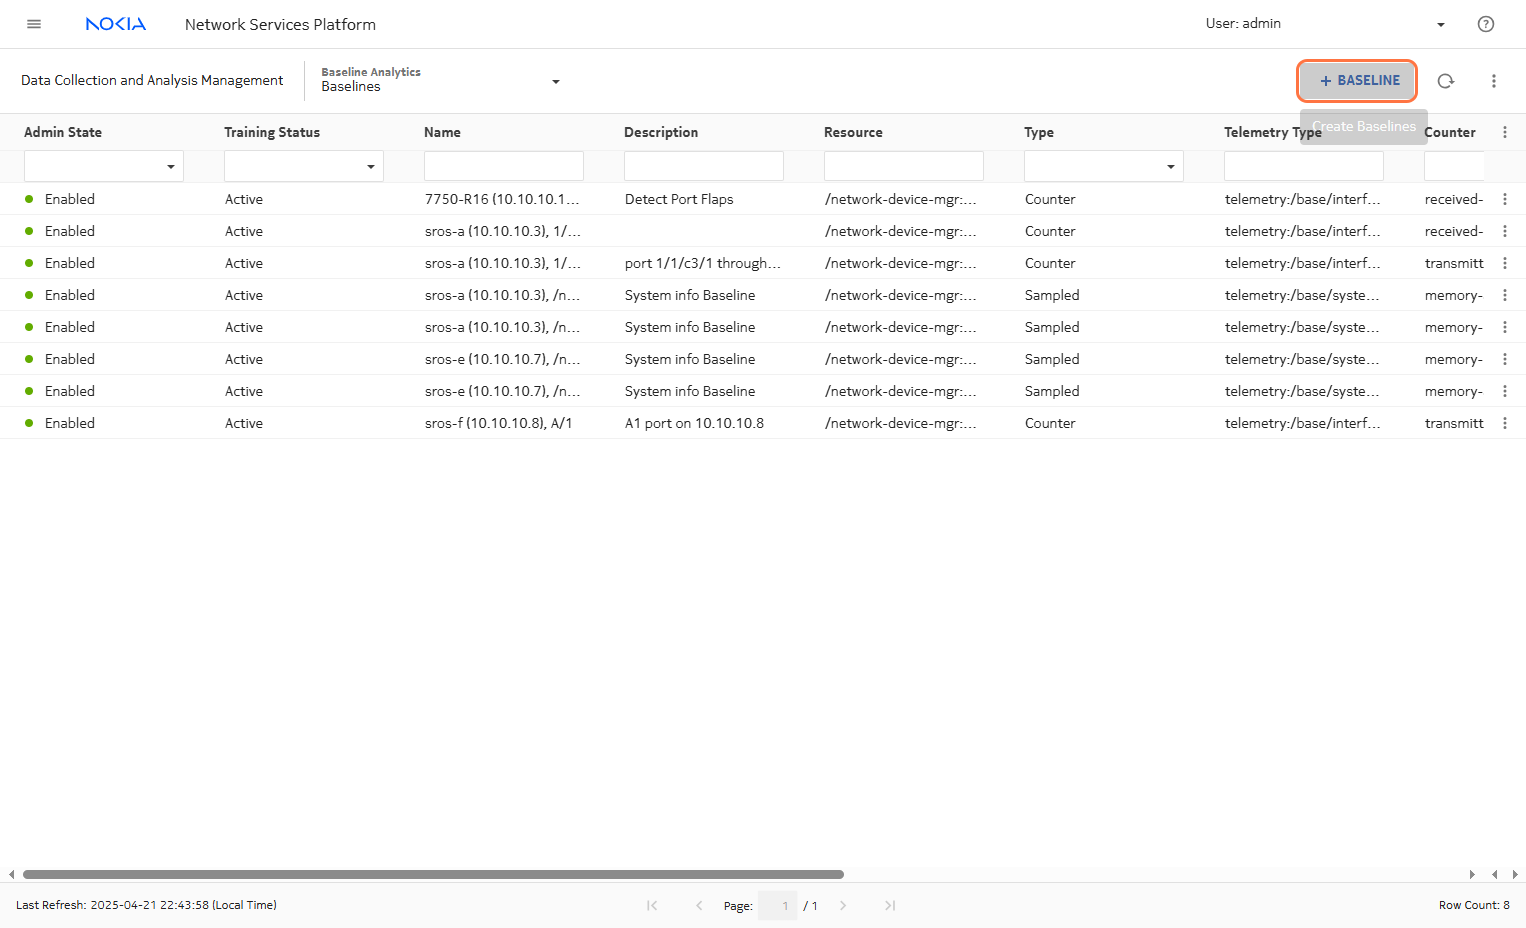 NOKIA Network Services Platform User: admin
Data Collection and Analysis Management Baseline Analytics Baselines + BASELINE
Create Baselines
Admin State Training Status Name Description Resource Type Telemetry Type Counter
Enabled Active 7750-R16 (10.10.10.1... Detect Port Flaps /network-device-mgr:... Counter telemetry:/base/interf... received-
Enabled Active sros-a (10.10.10.3), 1/... /network-device-mgr:... Counter telemetry:/base/interf... received-
Enabled Active sros-a (10.10.10.3), 1/... port 1/1/c3/1 through... /network-device-mgr:... Counter telemetry:/base/interf... transmitt
Enabled Active sros-a (10.10.10.3), /n... System info Baseline /network-device-mgr:... Sampled telemetry:/base/syste... memory-
Enabled Active sros-a (10.10.10.3), /n... System info Baseline /network-device-mgr:... Sampled telemetry:/base/syste... memory-
Enabled Active sros-e (10.10.10.7), /n... System info Baseline /network-device-mgr:... Sampled telemetry:/base/syste... memory-
Enabled Active sros-e (10.10.10.7), /n... System info Baseline /network-device-mgr:... Sampled telemetry:/base/syste... memory-
Enabled Active sros-f (10.10.10.8), A/1 A1 port on 10.10.10.8 /network-device-mgr:... Counter telemetry:/base/interf... transmitt
Last Refresh: 2025-04-21 22:43:58 (Local Time) Page: 1 / 1 Row Count: 8